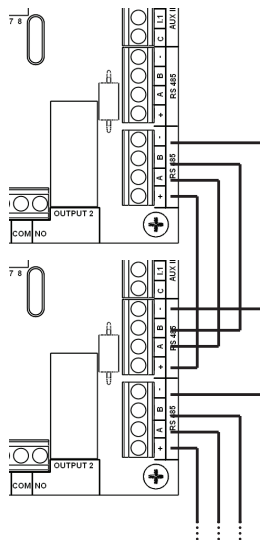 7 8
C L1 AUX II
+ A B -
RS 485
+ A B -
RS 485
OUTPUT 2
COM NO
7 8
C L1 AUX II
+ A B -
RS 485
+ A B -
RS 485
OUTPUT 2
COM NO